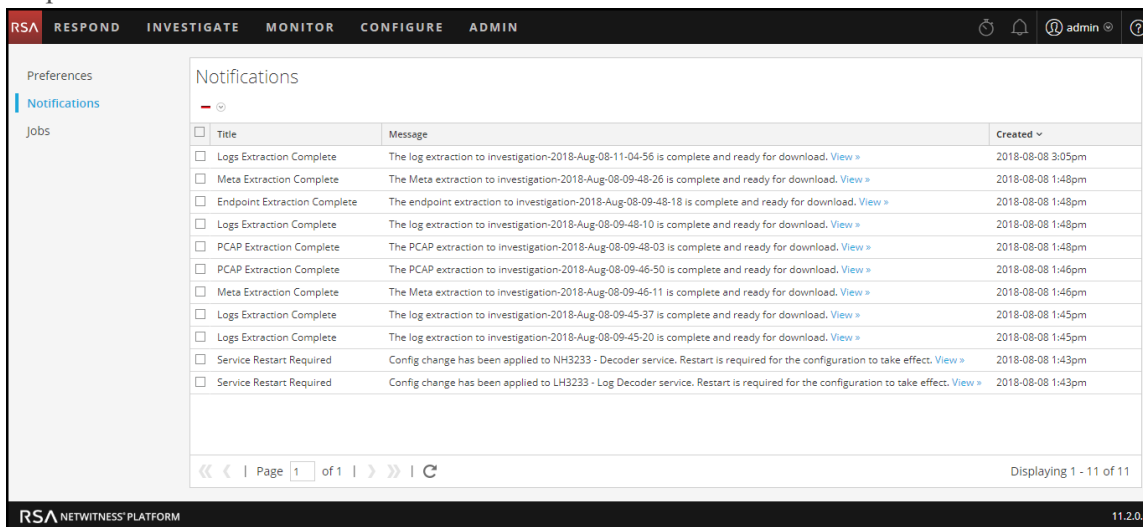 RSA RESPOND INVESTIGATE MONITOR CONFIGURE ADMIN admin
Preferences
Notifications
Jobs
Notifications
Title Message Created
Logs Extraction Complete The log extraction to investigation-2018-Aug-08-11-04-56 is complete and ready for download. View » 2018-08-08 3:05pm
Meta Extraction Complete The Meta extraction to investigation-2018-Aug-08-09-48-26 is complete and ready for download. View » 2018-08-08 1:48pm
Endpoint Extraction Complete The endpoint extraction to investigation-2018-Aug-08-09-48-18 is complete and ready for download. View » 2018-08-08 1:48pm
Logs Extraction Complete The log extraction to investigation-2018-Aug-08-09-48-10 is complete and ready for download. View » 2018-08-08 1:48pm
PCAP Extraction Complete The PCAP extraction to investigation-2018-Aug-08-09-48-03 is complete and ready for download. View » 2018-08-08 1:48pm
PCAP Extraction Complete The PCAP extraction to investigation-2018-Aug-08-09-46-50 is complete and ready for download. View » 2018-08-08 1:46pm
Meta Extraction Complete The Meta extraction to investigation-2018-Aug-08-09-46-11 is complete and ready for download. View » 2018-08-08 1:46pm
Logs Extraction Complete The log extraction to investigation-2018-Aug-08-09-45-37 is complete and ready for download. View » 2018-08-08 1:45pm
Logs Extraction Complete The log extraction to investigation-2018-Aug-08-09-45-20 is complete and ready for download. View » 2018-08-08 1:45pm
Service Restart Required Config change has been applied to NH3233 - Decoder service. Restart is required for the configuration to take effect. View » 2018-08-08 1:43pm
Service Restart Required Config change has been applied to LH3233 - Log Decoder service. Restart is required for the configuration to take effect. View » 2018-08-08 1:43pm
Page 1 of 1 Displaying 1 - 11 of 11
RSA NETWITNESS® PLATFORM 11.2.0.